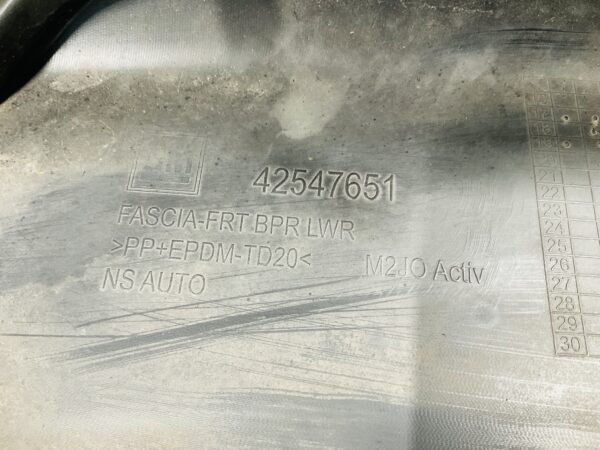 GM
42547651
FASCIA-FRT BPR LWR
>PP+EPDM-TD20<
M2JO Activ
NS AUTO
21
22
23
24
25
26
27
28
29
30